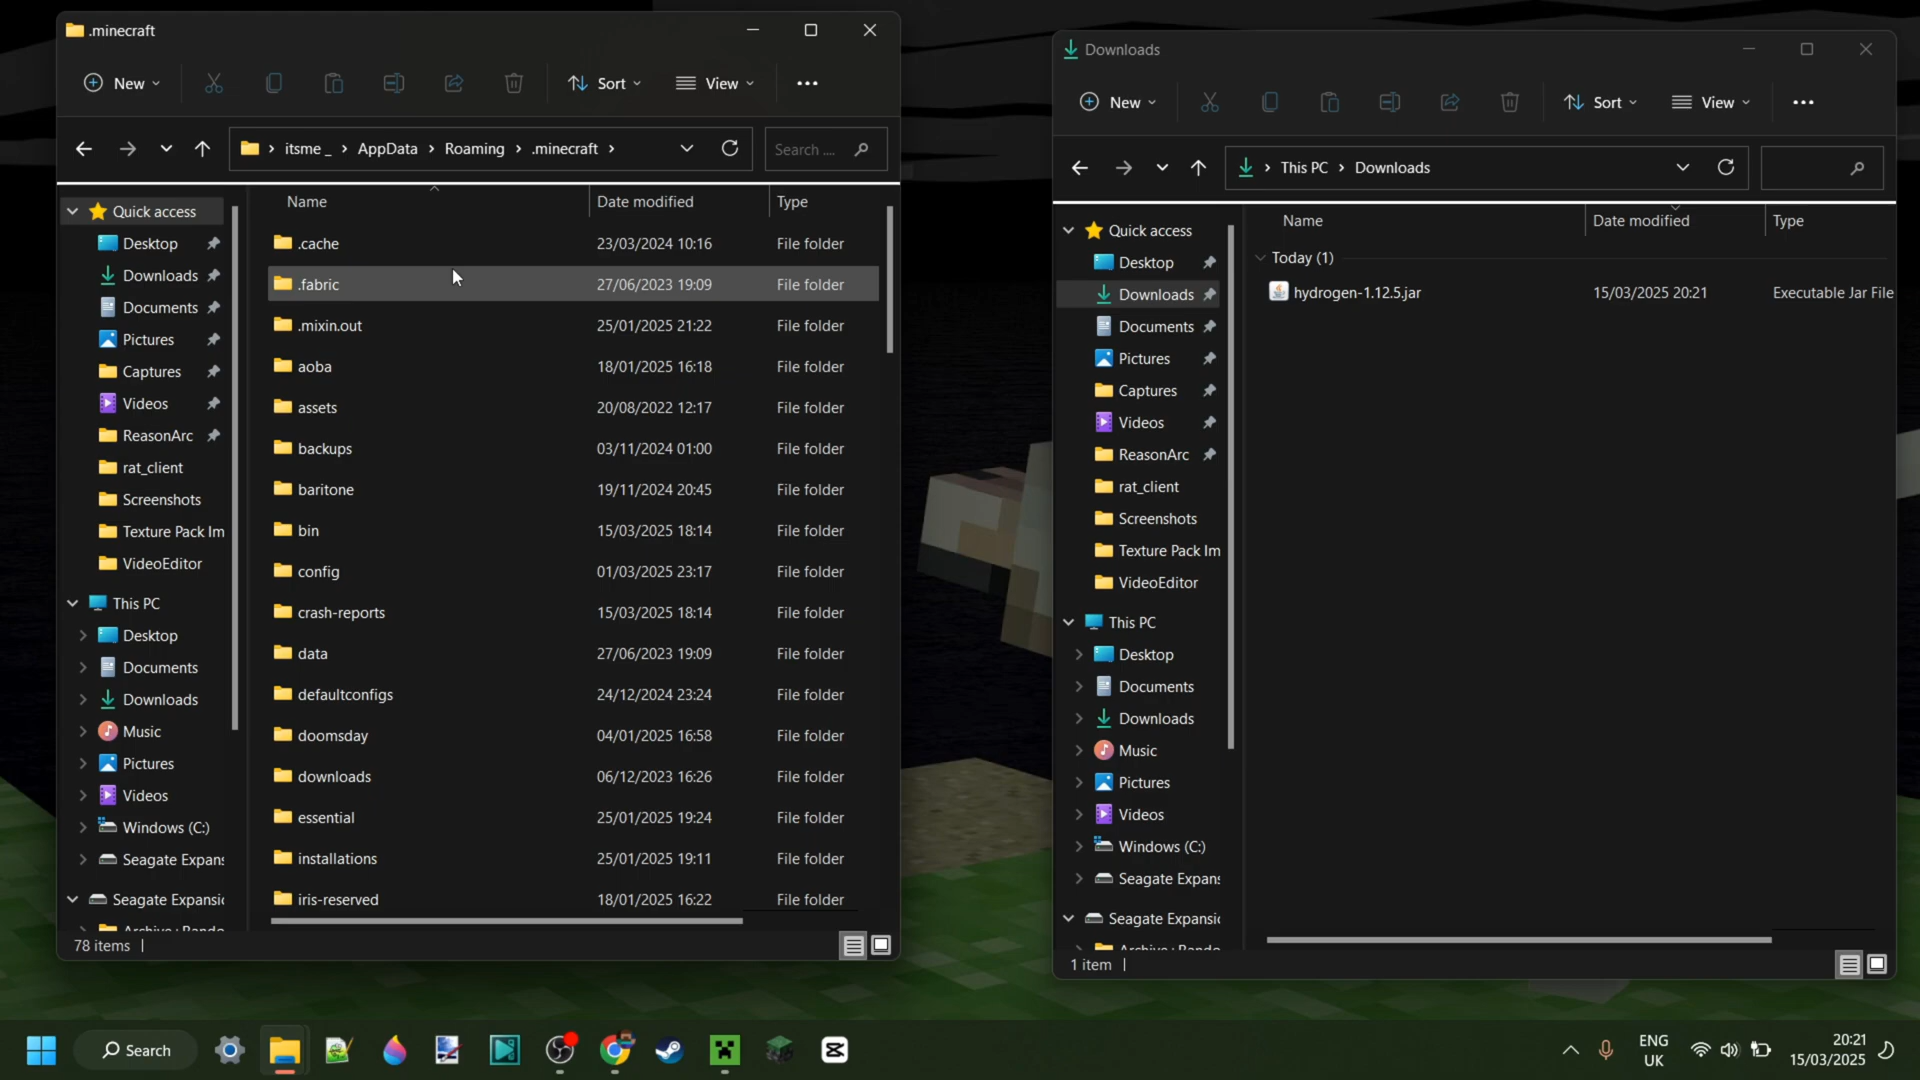 .minecraft
New
Sort
View
itsme _ > AppData > Roaming > .minecraft >
Search ...
Quick access
Desktop
Downloads
Documents
Pictures
Captures
Videos
ReasonArc
rat_client
Screenshots
Texture Pack Im
VideoEditor
This PC
Desktop
Documents
Downloads
Music
Pictures
Videos
Windows (C:)
Seagate Expans
Seagate Expansic
Name Date modified Type
.cache 23/03/2024 10:16 File folder
.fabric 27/06/2023 19:09 File folder
.mixin.out 25/01/2025 21:22 File folder
aoba 18/01/2025 16:18 File folder
assets 20/08/2022 12:17 File folder
backups 03/11/2024 01:00 File folder
baritone 19/11/2024 20:45 File folder
bin 15/03/2025 18:14 File folder
config 01/03/2025 23:17 File folder
crash-reports 15/03/2025 18:14 File folder
data 27/06/2023 19:09 File folder
defaultconfigs 24/12/2024 23:24 File folder
doomsday 04/01/2025 16:58 File folder
downloads 06/12/2023 16:26 File folder
essential 25/01/2025 19:24 File folder
installations 25/01/2025 19:11 File folder
iris-reserved 18/01/2025 16:22 File folder
78 items
Downloads
New
Sort
View
This PC > Downloads
Quick access
Desktop
Downloads
Documents
Pictures
Captures
Videos
ReasonArc
rat_client
Screenshots
Texture Pack Im
VideoEditor
This PC
Desktop
Documents
Downloads
Music
Pictures
Videos
Windows (C:)
Seagate Expans
Seagate Expansic
Name Date modified Type
Today (1)
hydrogen-1.12.5.jar 15/03/2025 20:21 Executable Jar File
1 item
Search
ENG
UK
20:21
15/03/2025